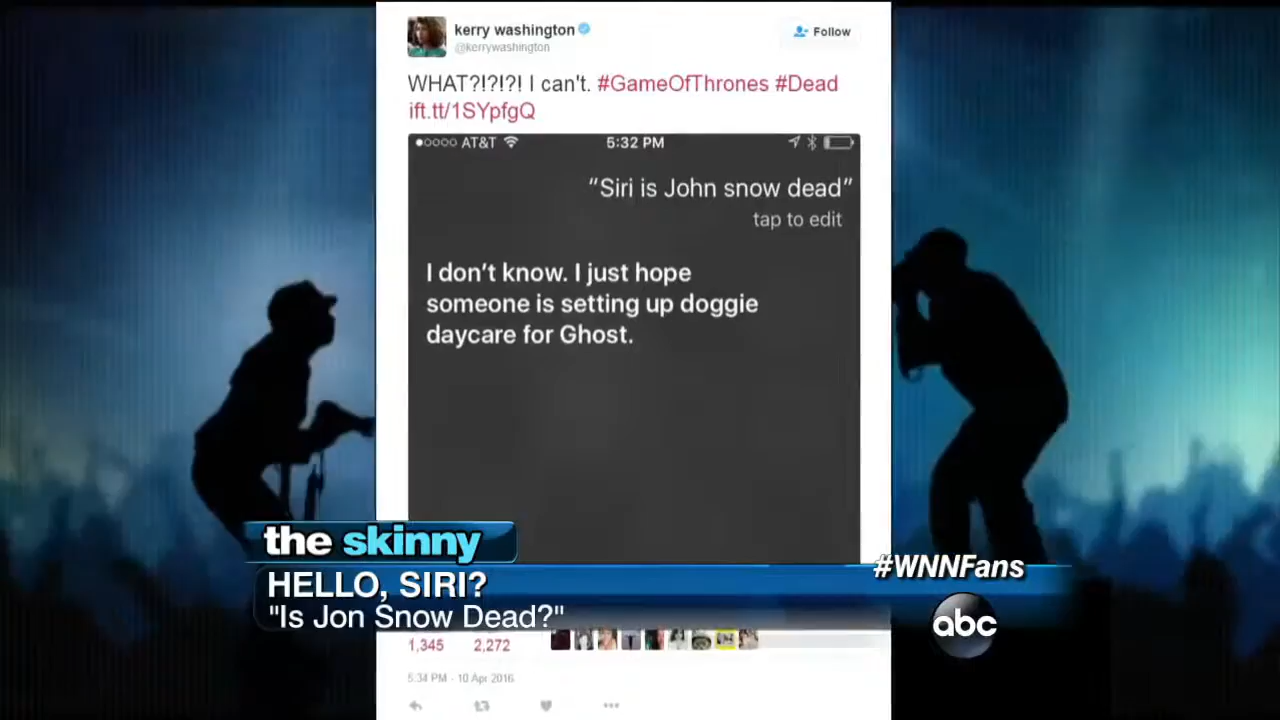 kerry washington
@kerrywashington
Follow
WHAT?!?!?! I can't. #GameOfThrones #Dead
ift.tt/1SYpfgQ
AT&T
5:32 PM
“Siri is John snow dead”
tap to edit
I don’t know. I just hope
someone is setting up doggie
daycare for Ghost.
the skinny
HELLO, SIRI?
"Is Jon Snow Dead?"
#WNNFans
abc
1,345 2,272
5:34 PM - 10 Apr 2016